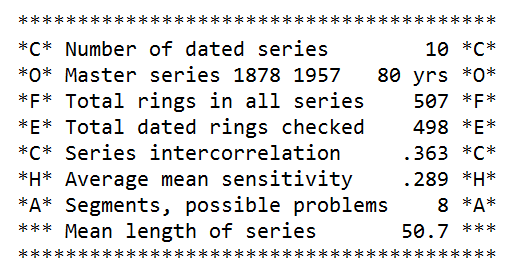 ****************************************
*C* Number of dated series        10 *C*
*O* Master series 1878 1957   80 yrs *O*
*F* Total rings in all series    507 *F*
*E* Total dated rings checked    498 *E*
*C* Series intercorrelation     .363 *C*
*H* Average mean sensitivity    .289 *H*
*A* Segments, possible problems    8 *A*
*** Mean length of series       50.7 ***
****************************************